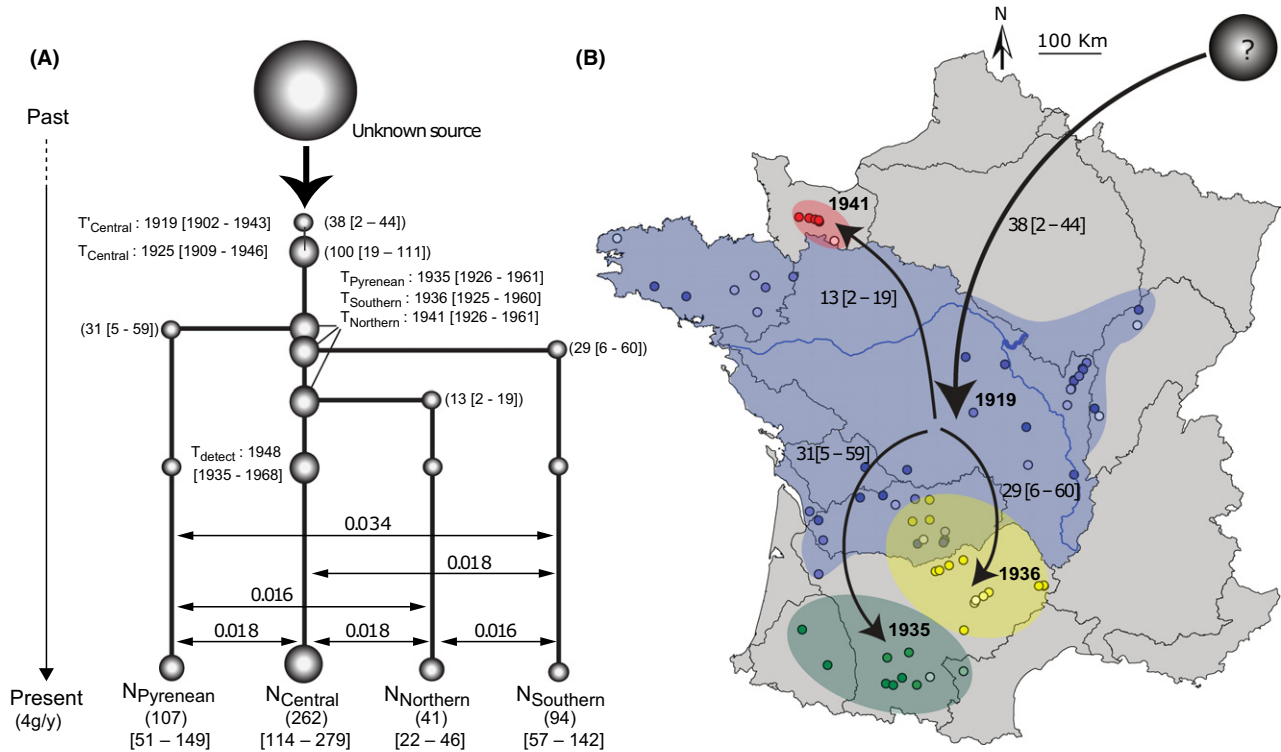 (A)
Past
Unknown source
T'Central : 1919 [1902 - 1943]
(38 [2 – 44])
TCentral : 1925 [1909 - 1946]
(100 [19 – 111])
TPyrenean : 1935 [1926 - 1961]
TSouthern : 1936 [1925 - 1960]
TNorthern : 1941 [1926 - 1961]
(31 [5 - 59])
(29 [6 - 60])
(13 [2 - 19])
Tdetect : 1948
[1935 - 1968]
0.034
0.018
0.016
0.018
0.018
0.016
Present
(4g/y)
NPyrenean
(107)
[51 – 149]
NCentral
(262)
[114 – 279]
NNorthern
(41)
[22 – 46]
NSouthern
(94)
[57 – 142]
(B)
N
100 Km
?
1941
38 [2–44]
13 [2 – 19]
1919
31[5 – 59]
29 [6 – 60]
1936
1935